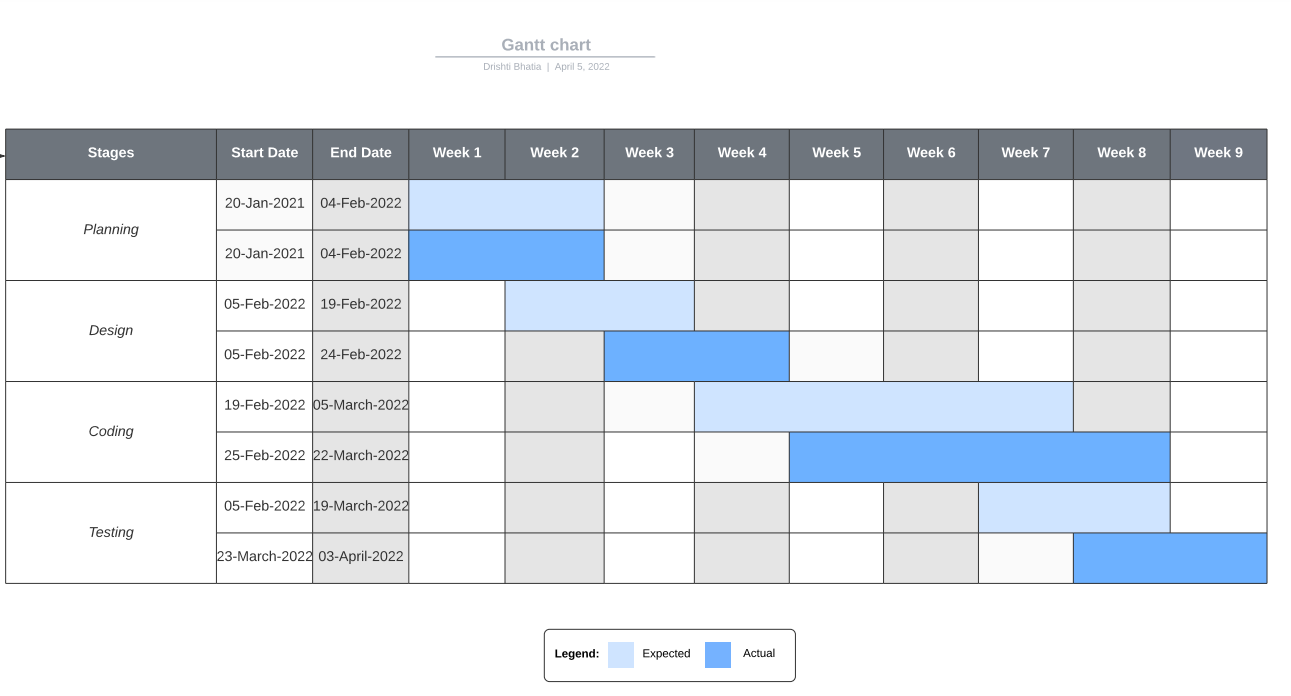 Gantt chart
Drishti Bhatia | April 5, 2022
Stages Start Date End Date Week 1 Week 2 Week 3 Week 4 Week 5 Week 6 Week 7 Week 8 Week 9
Planning
20-Jan-2021 04-Feb-2022
20-Jan-2021 04-Feb-2022
Design
05-Feb-2022 19-Feb-2022
05-Feb-2022 24-Feb-2022
Coding
19-Feb-2022 05-March-2022
25-Feb-2022 22-March-2022
Testing
05-Feb-2022 19-March-2022
23-March-2022 03-April-2022
Legend: Expected Actual